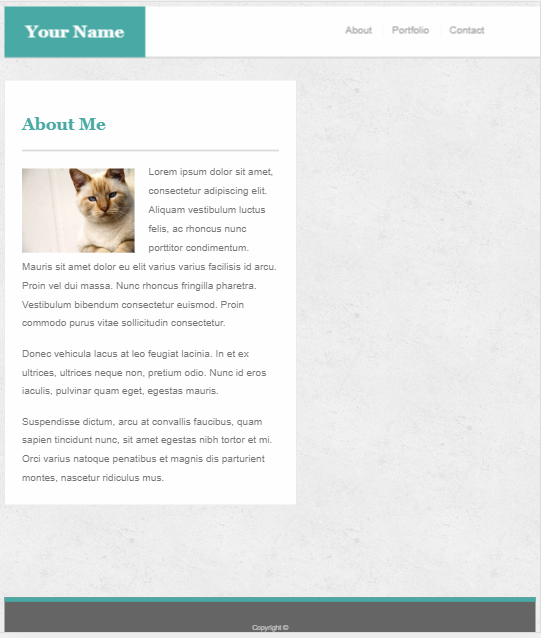 Your Name
About
Portfolio
Contact
About Me
Lorem ipsum dolor sit amet,
consectetur adipiscing elit.
Aliquam vestibulum luctus
felis, ac rhoncus nunc
porttitor condimentum.
Mauris sit amet dolor eu elit varius varius facilisis id arcu.
Proin vel dui massa. Nunc rhoncus fringilla pharetra.
Vestibulum bibendum consectetur euismod. Proin
commodo purus vitae sollicitudin consectetur.
Donec vehicula lacus at leo feugiat lacinia. In et ex
ultrices, ultrices neque non, pretium odio. Nunc id eros
iaculis, pulvinar quam eget, egestas mauris.
Suspendisse dictum, arcu at convallis faucibus, quam
sapien tincidunt nunc, sit amet egestas nibh tortor et mi.
Orci varius natoque penatibus et magnis dis parturient
montes, nascetur ridiculus mus.
Copyright ©